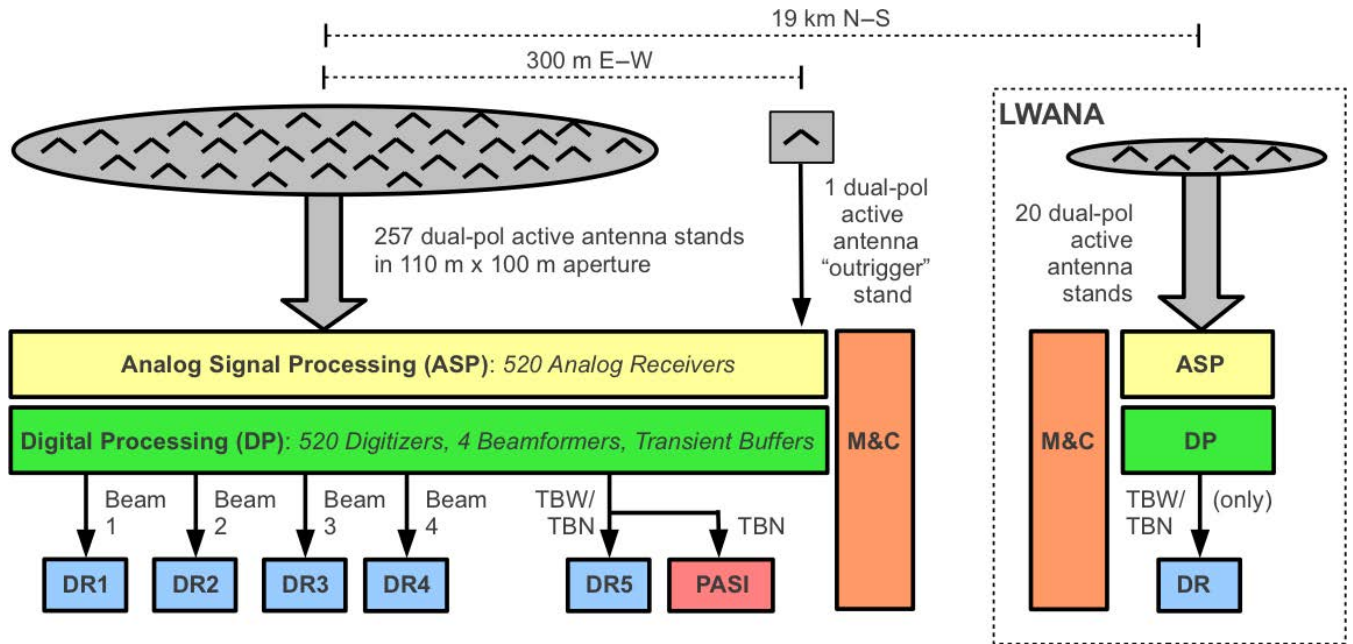 19 km N–S
300 m E–W
LWANA
257 dual-pol active antenna stands
in 110 m x 100 m aperture
1 dual-pol
active
antenna
“outrigger”
stand
20 dual-pol
active
antenna
stands
Analog Signal Processing (ASP): 520 Analog Receivers
Digital Processing (DP): 520 Digitizers, 4 Beamformers, Transient Buffers
M&C
M&C
ASP
DP
Beam
1
Beam
2
Beam
3
Beam
4
TBW/
TBN
TBN
TBW/
TBN
(only)
DR1
DR2
DR3
DR4
DR5
PASI
DR